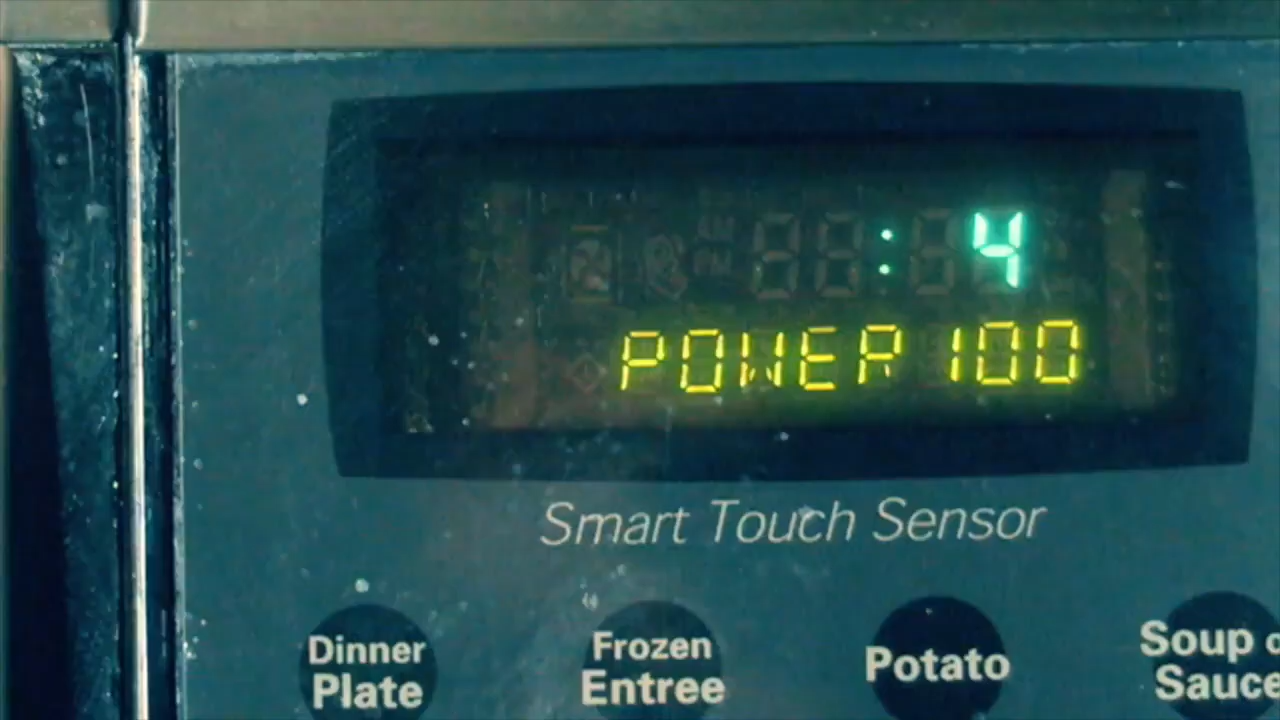 : 4
POWER 100
Smart Touch Sensor
Dinner Plate
Frozen Entree
Potato
Soup
Sauce